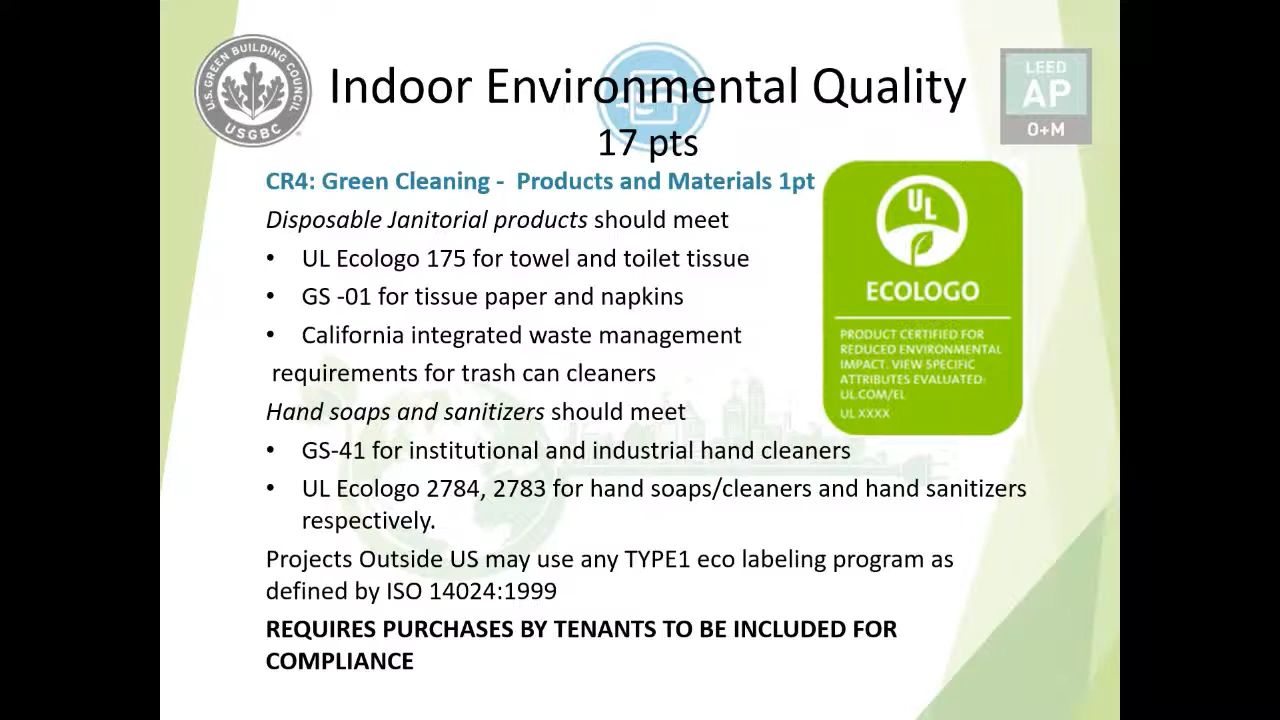 U.S. GREEN BUILDING COUNCIL
USGBC
Indoor Environmental Quality
17 pts
LEED
AP
O+M
CR4: Green Cleaning -  Products and Materials 1pt
Disposable Janitorial products should meet
• UL Ecologo 175 for towel and toilet tissue
• GS -01 for tissue paper and napkins
• California integrated waste management
requirements for trash can cleaners
Hand soaps and sanitizers should meet
• GS-41 for institutional and industrial hand cleaners
• UL Ecologo 2784, 2783 for hand soaps/cleaners and hand sanitizers
respectively.
Projects Outside US may use any TYPE1 eco labeling program as
defined by ISO 14024:1999
REQUIRES PURCHASES BY TENANTS TO BE INCLUDED FOR
COMPLIANCE
UL
ECOLOGO
PRODUCT CERTIFIED FOR
REDUCED ENVIRONMENTAL
IMPACT. VIEW SPECIFIC
ATTRIBUTES EVALUATED:
UL.COM/EL
UL XXXX